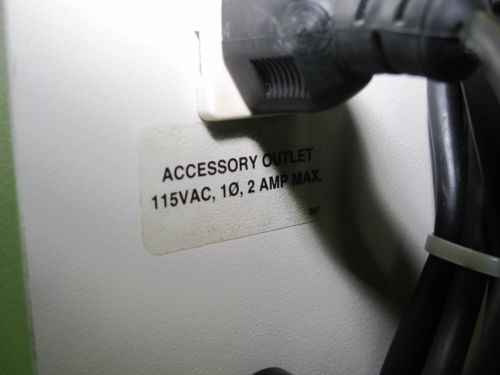 ACCESSORY OUTLET
115VAC, 1Ø, 2 AMP MAX.